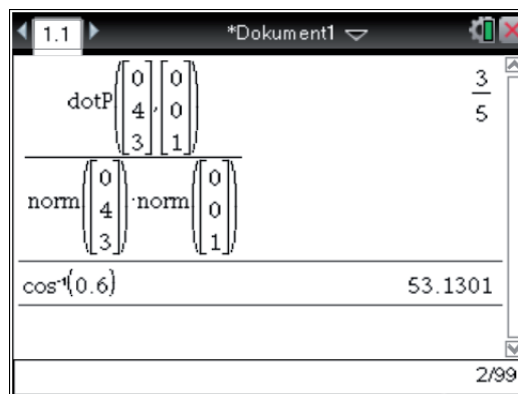 1.1 *Dokument1
dotP([0 4 3],[0 0 1]) 3/5
norm([0 4 3])·norm([0 0 1])
cos⁻¹(0.6) 53.1301
2/99